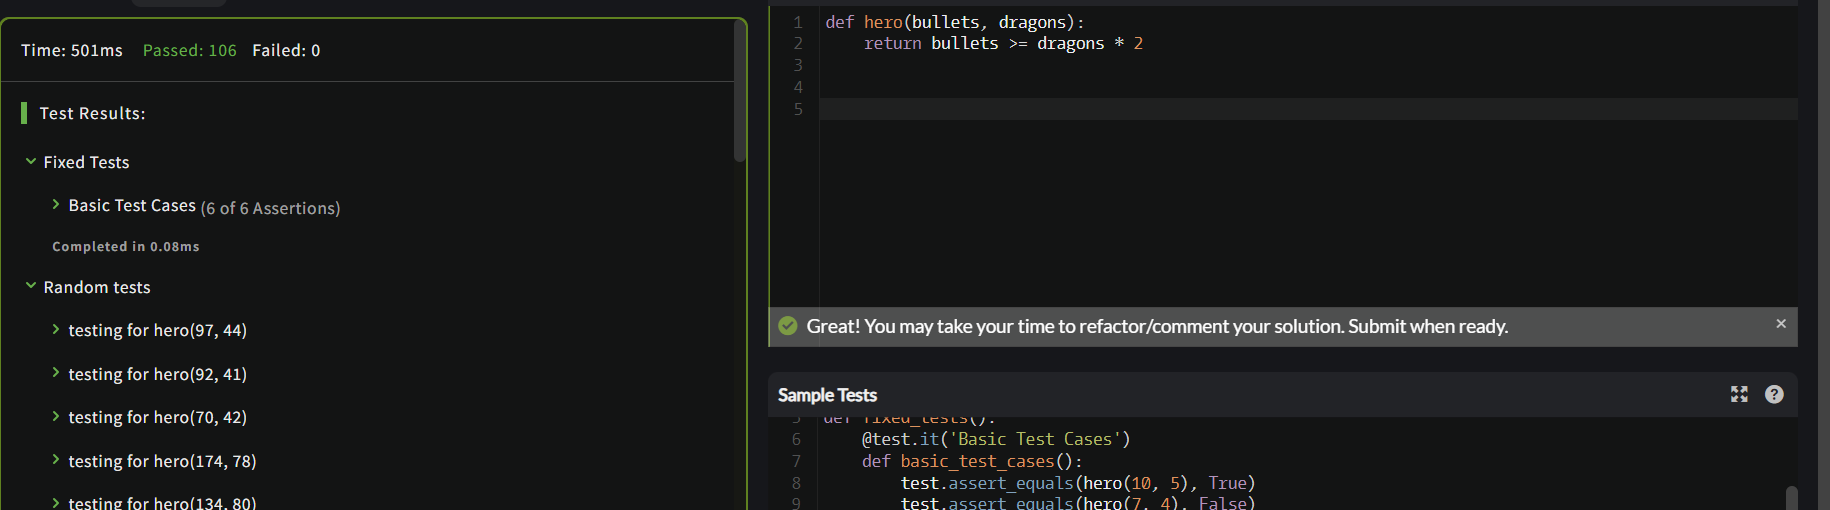 Time: 501ms Passed: 106 Failed: 0
Test Results:
Fixed Tests
Basic Test Cases (6 of 6 Assertions)
Completed in 0.08ms
Random tests
testing for hero(97, 44)
testing for hero(92, 41)
testing for hero(70, 42)
testing for hero(174, 78)
testing for hero(134, 80)
1 def hero(bullets, dragons):
2 return bullets >= dragons * 2
3
4
5
Great! You may take your time to refactor/comment your solution. Submit when ready.
Sample Tests
5 def fixed_tests():
6 @test.it('Basic Test Cases')
7 def basic_test_cases():
8 test.assert_equals(hero(10, 5), True)
9 test.assert_equals(hero(7, 4), False)